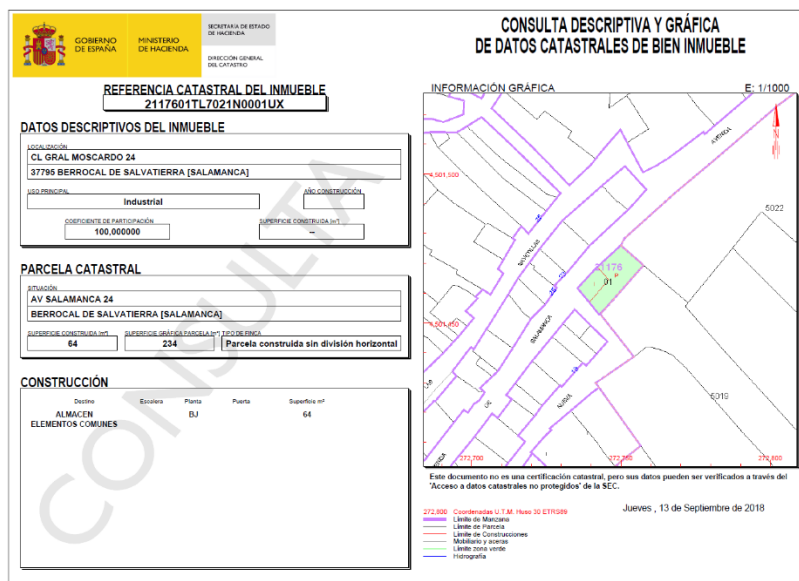 GOBIERNO
DE ESPAÑA
MINISTERIO
DE HACIENDA
SECRETARÍA DE ESTADO
DE HACIENDA
DIRECCIÓN GENERAL
DEL CATASTRO
CONSULTA DESCRIPTIVA Y GRÁFICA
DE DATOS CATASTRALES DE BIEN INMUEBLE
REFERENCIA CATASTRAL DEL INMUEBLE
2117601TL7021N0001UX
DATOS DESCRIPTIVOS DEL INMUEBLE
LOCALIZACIÓN
CL GRAL MOSCARDO 24
37795 BERROCAL DE SALVATIERRA [SALAMANCA]
USO PRINCIPAL
Industrial
AÑO CONSTRUCCIÓN
COEFICIENTE DE PARTICIPACIÓN
100,000000
SUPERFICIE CONSTRUIDA [m²]
--
PARCELA CATASTRAL
SITUACIÓN
AV SALAMANCA 24
BERROCAL DE SALVATIERRA [SALAMANCA]
SUPERFICIE CONSTRUIDA [m²] SUPERFICIE GRÁFICA PARCELA [m²] TIPO DE FINCA
64 234 Parcela construida sin división horizontal
CONSTRUCCIÓN
Destino Escalera Planta Puerta Superficie m²
ALMACEN BJ 64
ELEMENTOS COMUNES
CONSULTA
INFORMACIÓN GRÁFICA E: 1/1000
AVENIDA
4,501,500
5022
21176
01
4,501,450
SALAMANCA
DE
NUEVA
5019
272,700 272,750 272,800
Este documento no es una certificación catastral, pero sus datos pueden ser verificados a través del
'Acceso a datos catastrales no protegidos' de la SEC.
272,800 Coordenadas U.T.M. Huso 30 ETRS89
Límite de Manzana
Límite de Parcela
Límite de Construcciones
Mobiliario y aceras
Límite zona verde
Hidrografía
Jueves , 13 de Septiembre de 2018